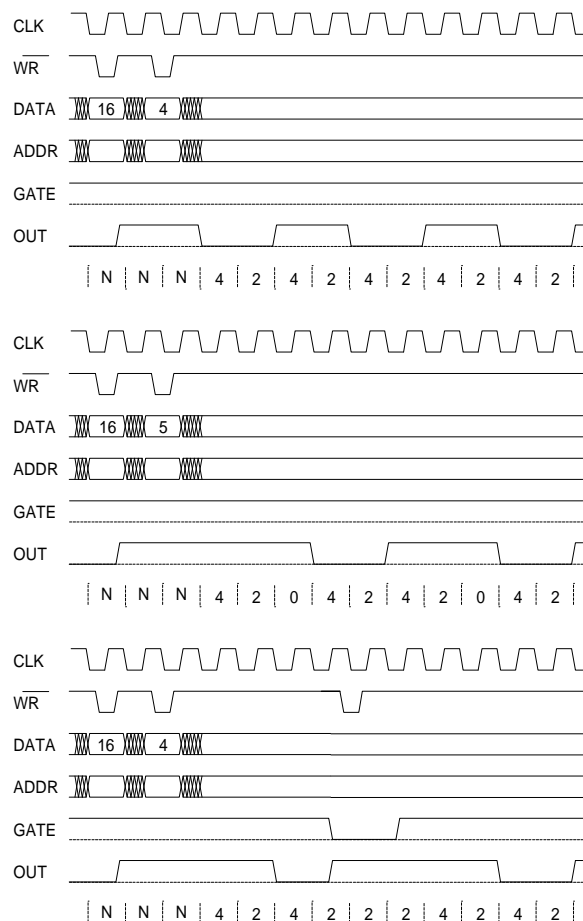 CLK
WR
DATA 16 4
ADDR
GATE
OUT
N N N 4 2 4 2 4 2 4 2 4 2
CLK
WR
DATA 16 5
ADDR
GATE
OUT
N N N 4 2 0 4 2 4 2 0 4 2
CLK
WR
DATA 16 4
ADDR
GATE
OUT
N N N 4 2 4 2 2 2 4 2 4 2